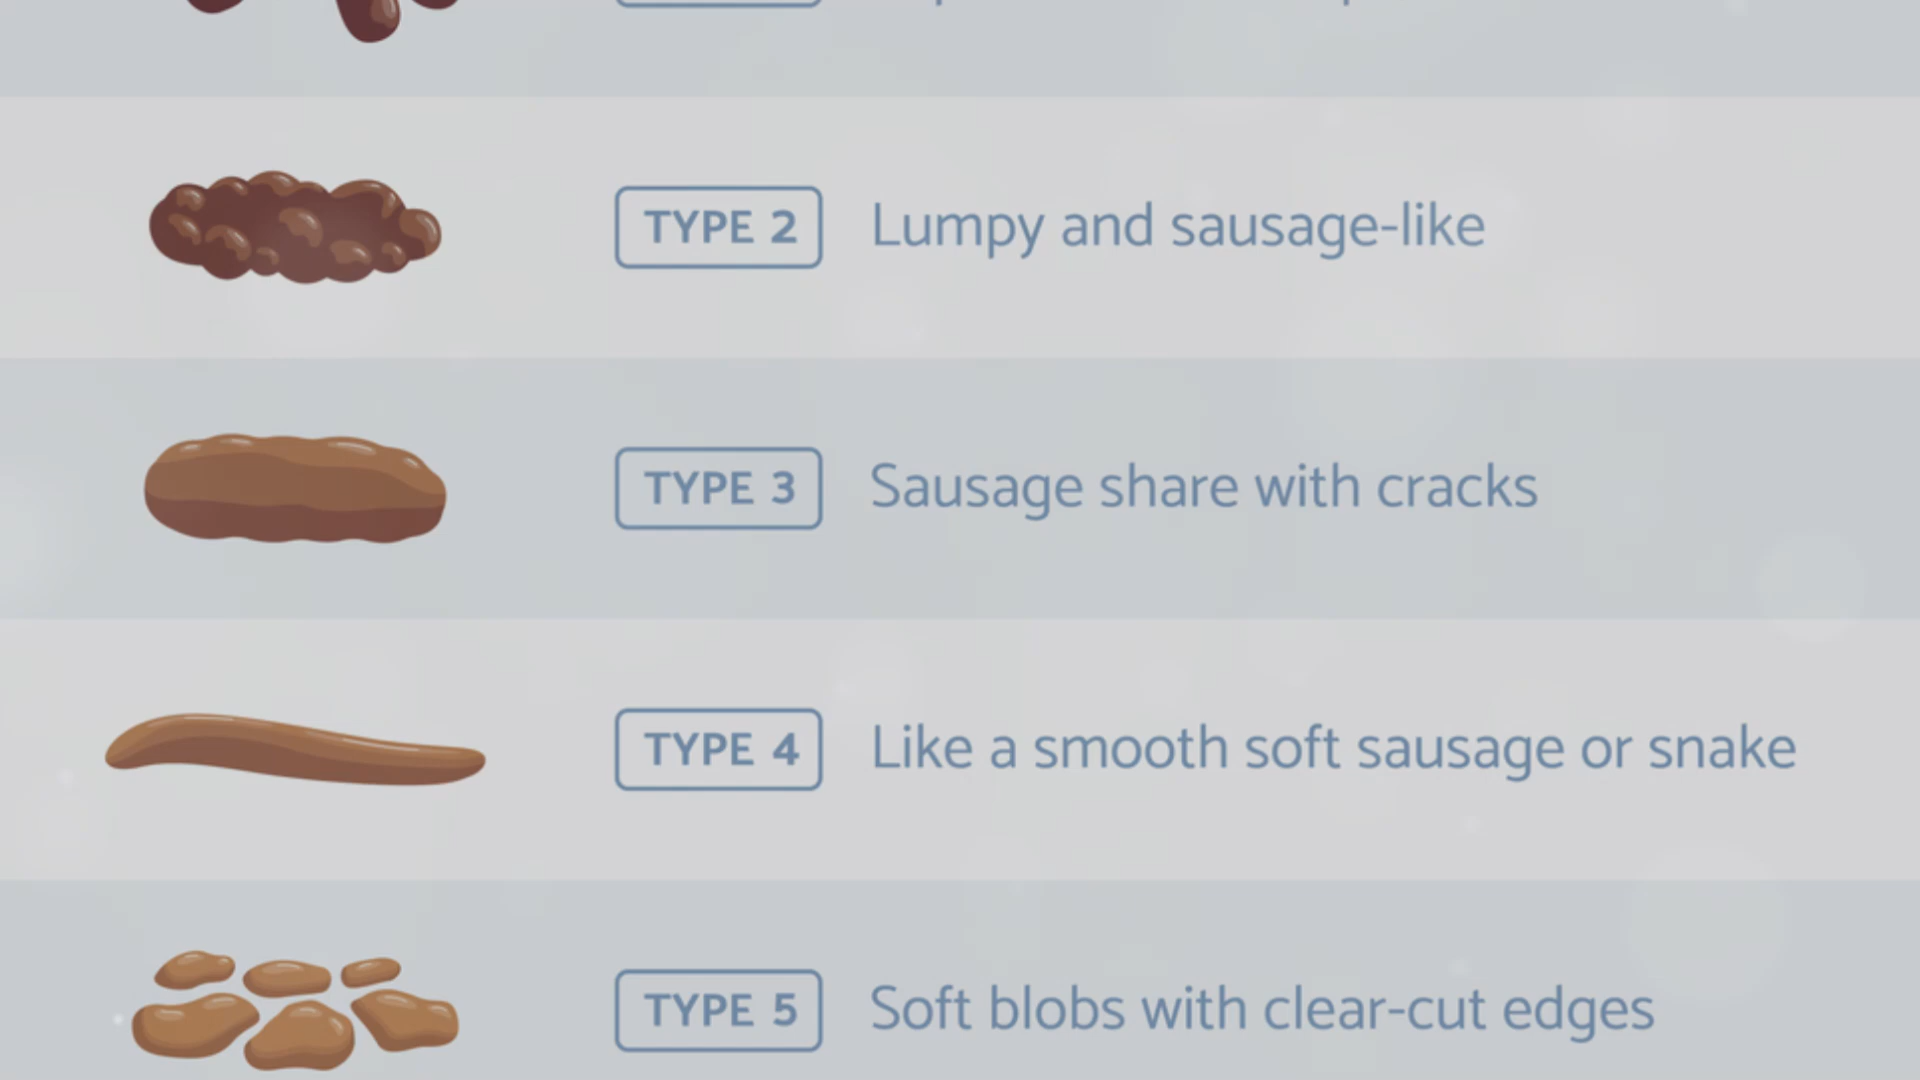 TYPE 2 Lumpy and sausage-like
TYPE 3 Sausage share with cracks
TYPE 4 Like a smooth soft sausage or snake
TYPE 5 Soft blobs with clear-cut edges